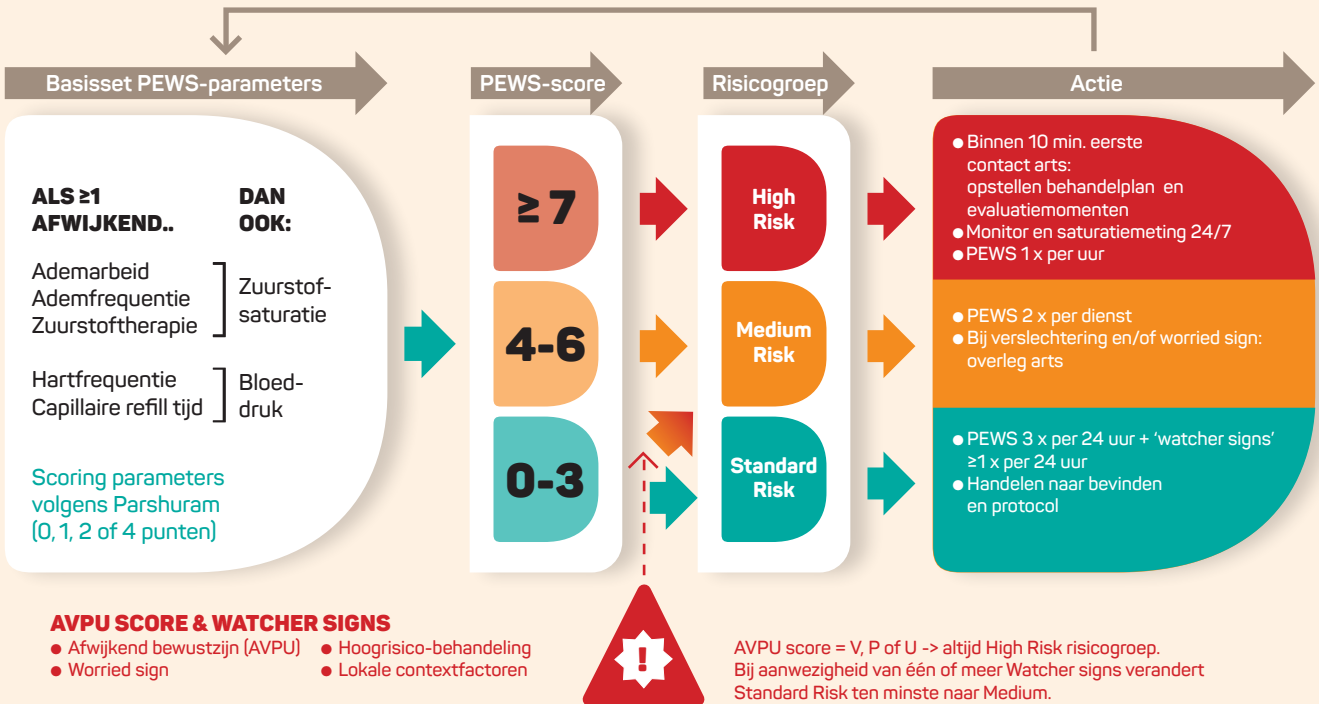 Basisset PEWS-parameters
PEWS-score
Risicogroep
Actie
ALS ≥1
AFWIJKEND..
DAN
OOK:
Ademarbeid
Ademfrequentie
Zuurstoftherapie
Zuurstof-
saturatie
Hartfrequentie
Capillaire refill tijd
Bloed-
druk
Scoring parameters
volgens Parshuram
(0, 1, 2 of 4 punten)
≥ 7
4-6
0-3
High
Risk
Medium
Risk
Standard
Risk
● Binnen 10 min. eerste
contact arts:
opstellen behandelplan en
evaluatiemomenten
● Monitor en saturatiemeting 24/7
● PEWS 1 x per uur
● PEWS 2 x per dienst
● Bij verslechtering en/of worried sign:
overleg arts
● PEWS 3 x per 24 uur + ‘watcher signs’
≥1 x per 24 uur
● Handelen naar bevinden
en protocol
AVPU SCORE & WATCHER SIGNS
● Afwijkend bewustzijn (AVPU)
● Worried sign
● Hoogrisico-behandeling
● Lokale contextfactoren
!
AVPU score = V, P of U -> altijd High Risk risicogroep.
Bij aanwezigheid van één of meer Watcher signs verandert
Standard Risk ten minste naar Medium.